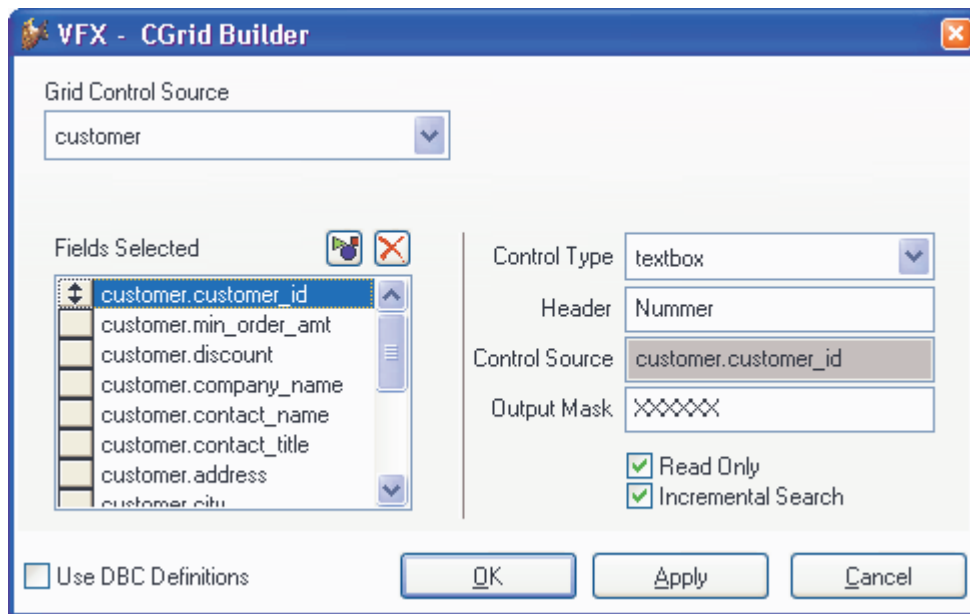 VFX - CGrid Builder
Grid Control Source
customer
Fields Selected
customer.customer_id
customer.min_order_amt
customer.discount
customer.company_name
customer.contact_name
customer.contact_title
customer.address
customer.city
Control Type
textbox
Header
Nummer
Control Source
customer.customer_id
Output Mask
XXXXXX
Read Only
Incremental Search
Use DBC Definitions
OK
Apply
Cancel